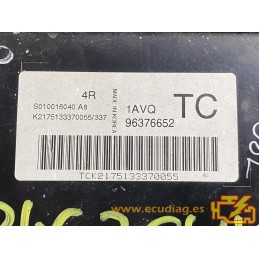 4R
S010016040 A8
K2175133370055/337
MADE IN KOREA
1AVQ
96376652
TC
TCK2175133370055
www.ecudiag.es